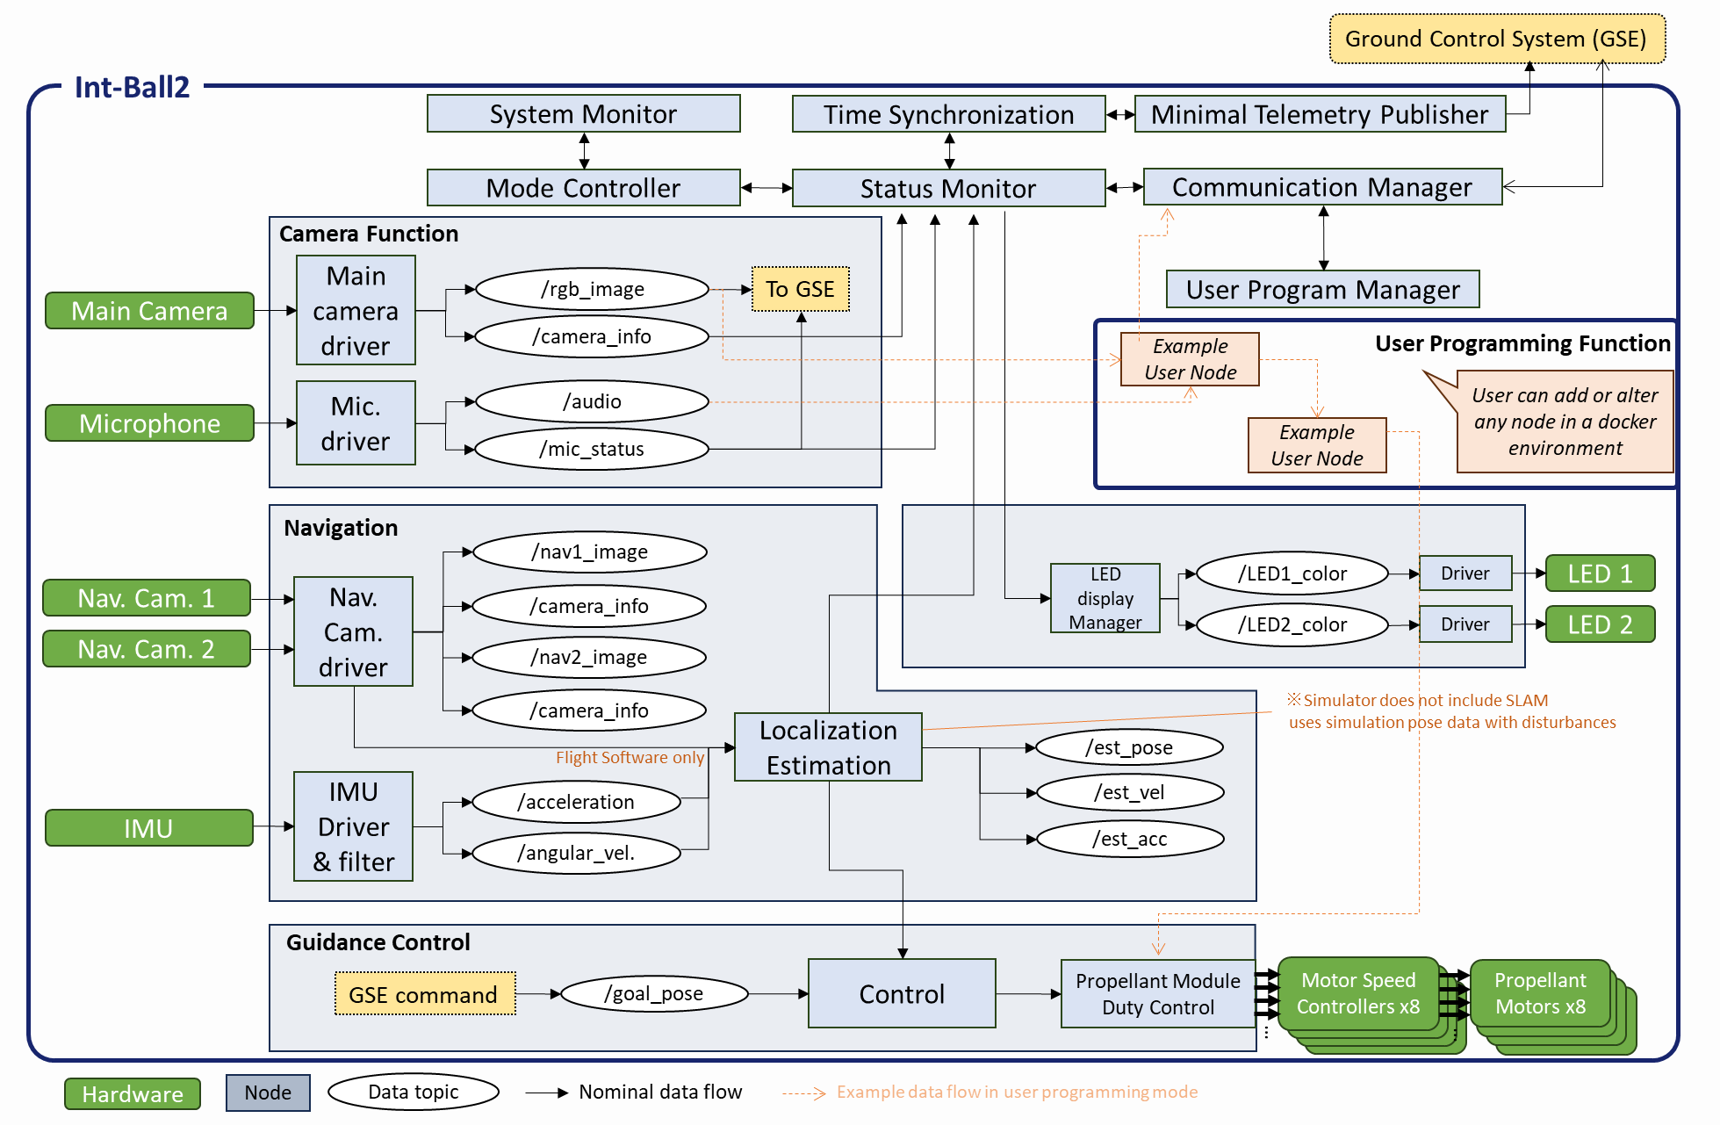 Ground Control System (GSE)
Int-Ball2
System Monitor
Time Synchronization
Minimal Telemetry Publisher
Mode Controller
Status Monitor
Communication Manager
User Program Manager
Camera Function
Main Camera
Main
camera
driver
/rgb_image
/camera_info
To GSE
Microphone
Mic.
driver
/audio
/mic_status
User Programming Function
Example
User Node
Example
User Node
User can add or alter
any node in a docker
environment
Navigation
Nav. Cam. 1
Nav. Cam. 2
Nav.
Cam.
driver
/nav1_image
/camera_info
/nav2_image
/camera_info
LED
display
Manager
/LED1_color
/LED2_color
Driver
Driver
LED 1
LED 2
※Simulator does not include SLAM
uses simulation pose data with disturbances
Flight Software only
Localization
Estimation
/est_pose
/est_vel
/est_acc
IMU
IMU
Driver
& filter
/acceleration
/angular_vel.
Guidance Control
GSE command
/goal_pose
Control
Propellant Module
Duty Control
Motor Speed
Controllers x8
Propellant
Motors x8
Hardware
Node
Data topic
Nominal data flow
Example data flow in user programming mode